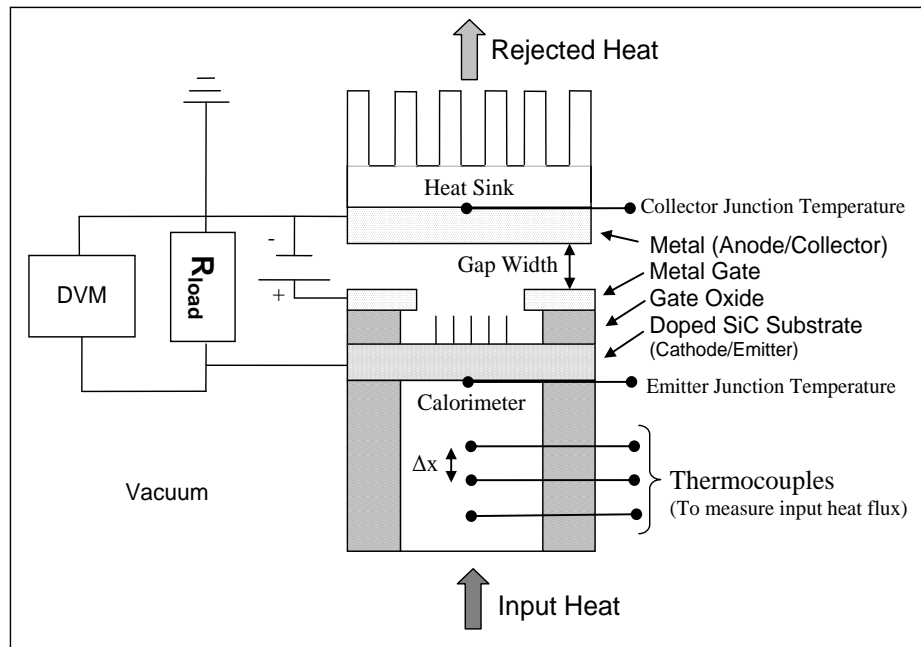 Rejected Heat
Heat Sink
Collector Junction Temperature
-
Metal (Anode/Collector)
Gap Width
Metal Gate
DVM
Rload
+
Gate Oxide
Doped SiC Substrate
(Cathode/Emitter)
Calorimeter
Emitter Junction Temperature
Δx
Vacuum
Thermocouples
(To measure input heat flux)
Input Heat